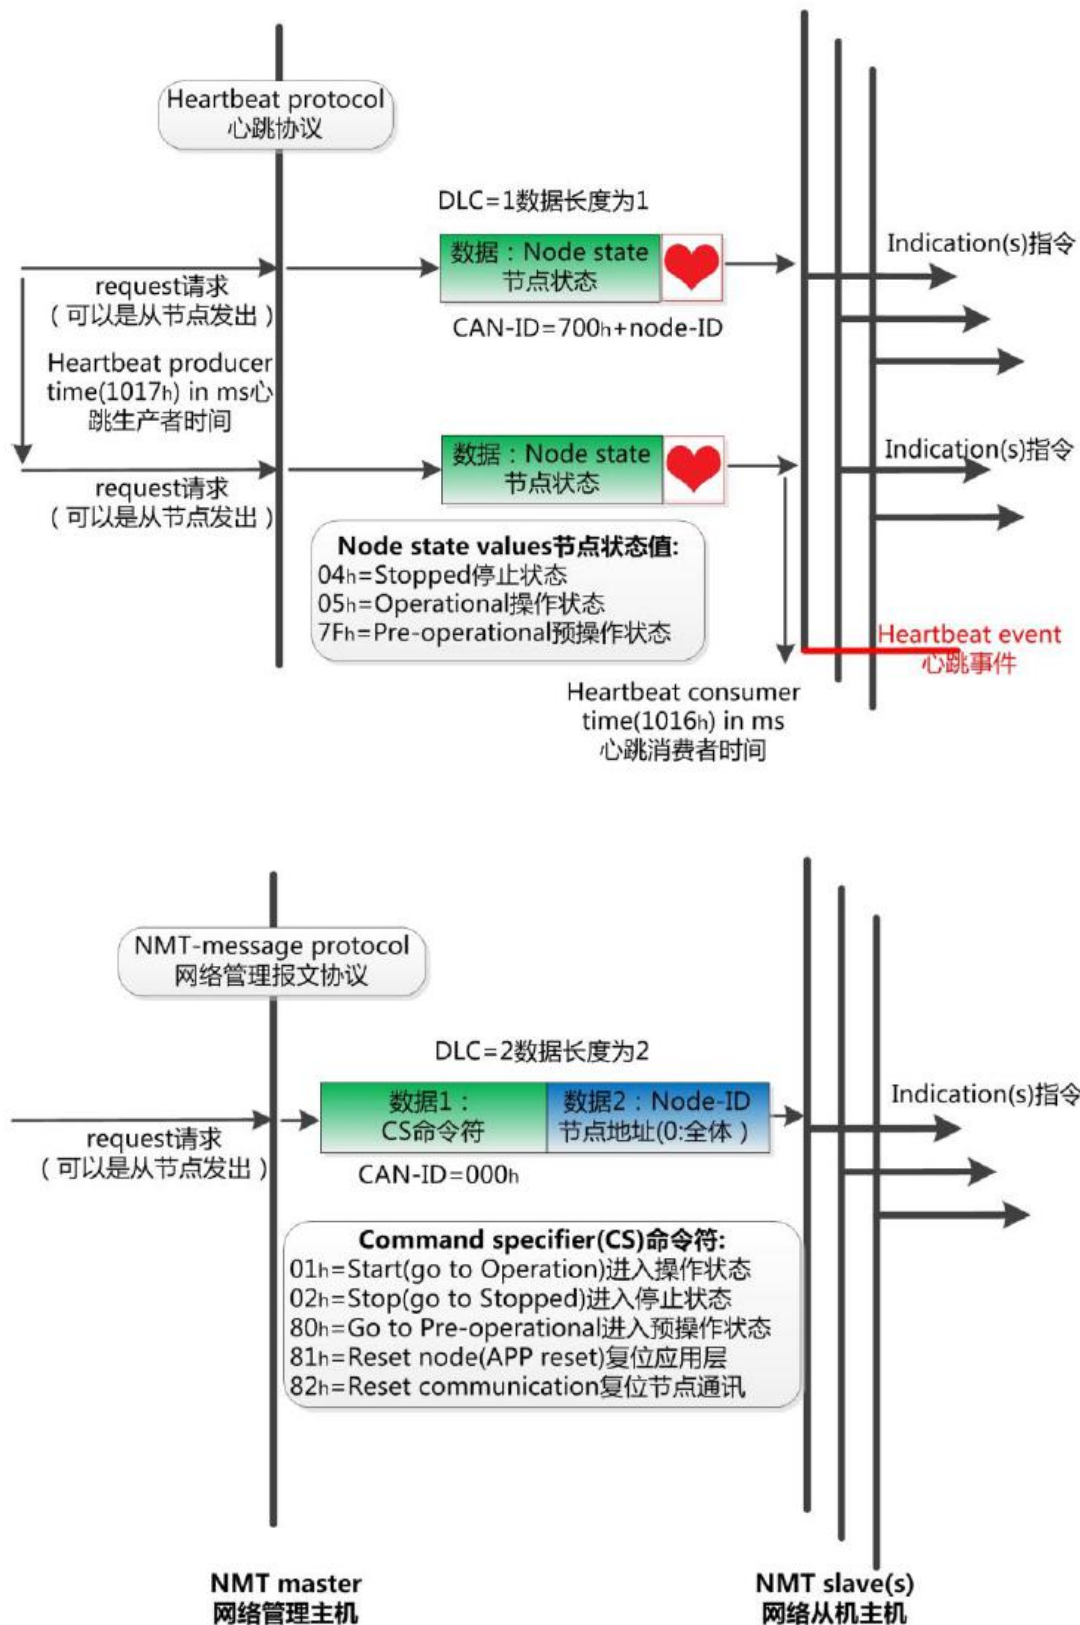 Heartbeat protocol
心跳协议
DLC=1数据长度为1
数据：Node state
节点状态
Indication(s)指令
request请求
（可以是从节点发出）
CAN-ID=700h+node-ID
Heartbeat producer
time(1017h) in ms心
跳生产者时间
数据：Node state
节点状态
Indication(s)指令
request请求
（可以是从节点发出）
Node state values节点状态值:
04h=Stopped停止状态
05h=Operational操作状态
7Fh=Pre-operational预操作状态
Heartbeat event
心跳事件
Heartbeat consumer
time(1016h) in ms
心跳消费者时间
NMT-message protocol
网络管理报文协议
DLC=2数据长度为2
数据1：
CS命令符
数据2：Node-ID
节点地址(0:全体）
Indication(s)指令
request请求
（可以是从节点发出）
CAN-ID=000h
Command specifier(CS)命令符:
01h=Start(go to Operation)进入操作状态
02h=Stop(go to Stopped)进入停止状态
80h=Go to Pre-operational进入预操作状态
81h=Reset node(APP reset)复位应用层
82h=Reset communication复位节点通讯
NMT master
网络管理主机
NMT slave(s)
网络从机主机